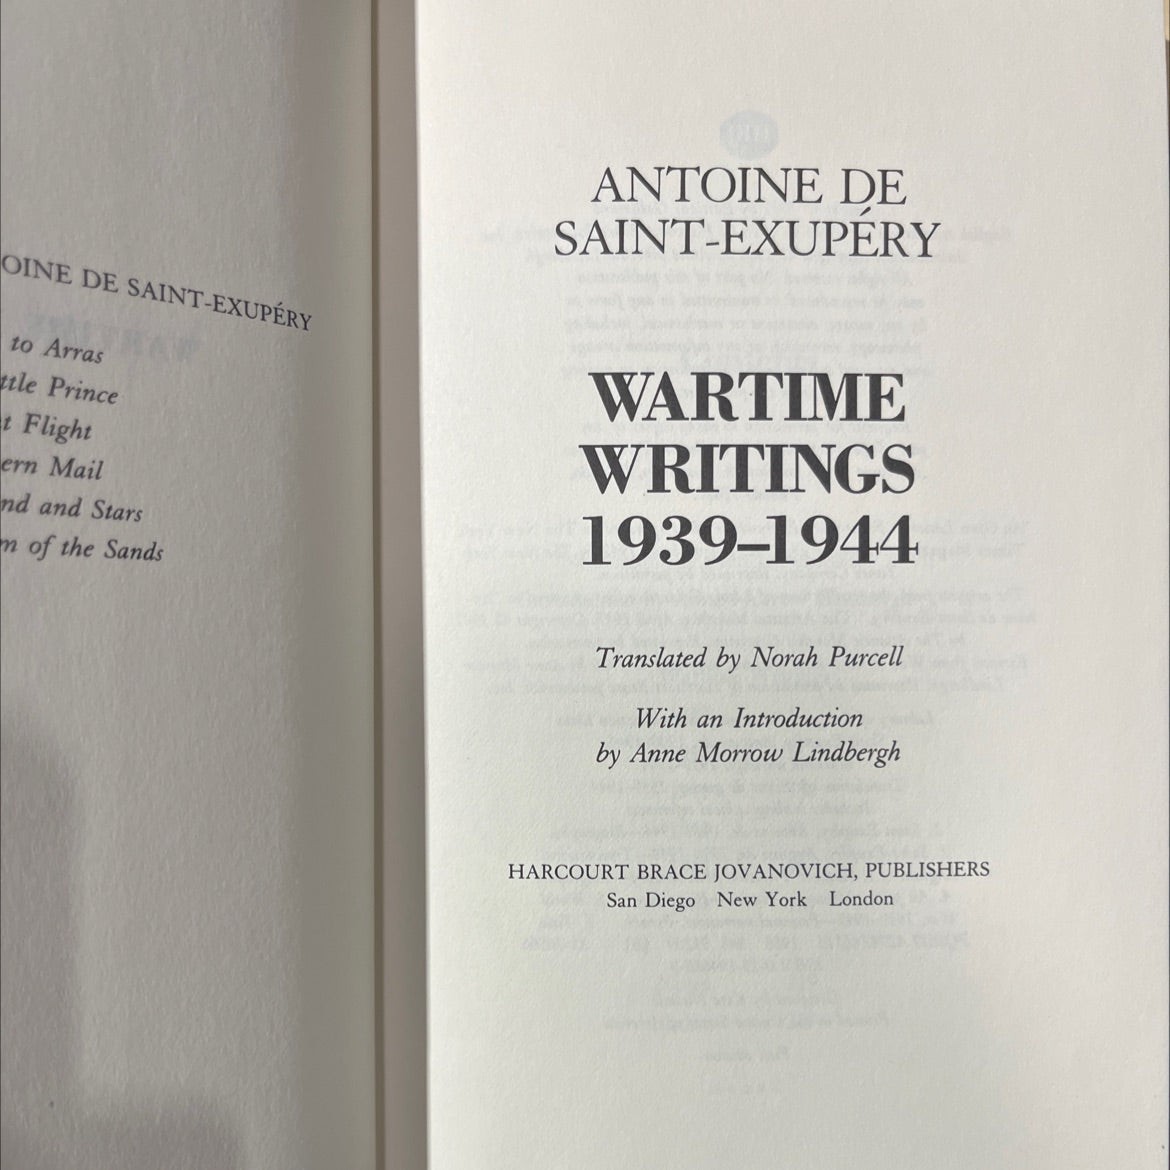 OINE DE SAINT-EXUPÉRY
to Arras
ttle Prince
t Flight
ern Mail
nd and Stars
m of the Sands
ANTOINE DE
SAINT-EXUPÉRY
WARTIME
WRITINGS
1939–1944
Translated by Norah Purcell
With an Introduction
by Anne Morrow Lindbergh
HARCOURT BRACE JOVANOVICH, PUBLISHERS
San Diego New York London